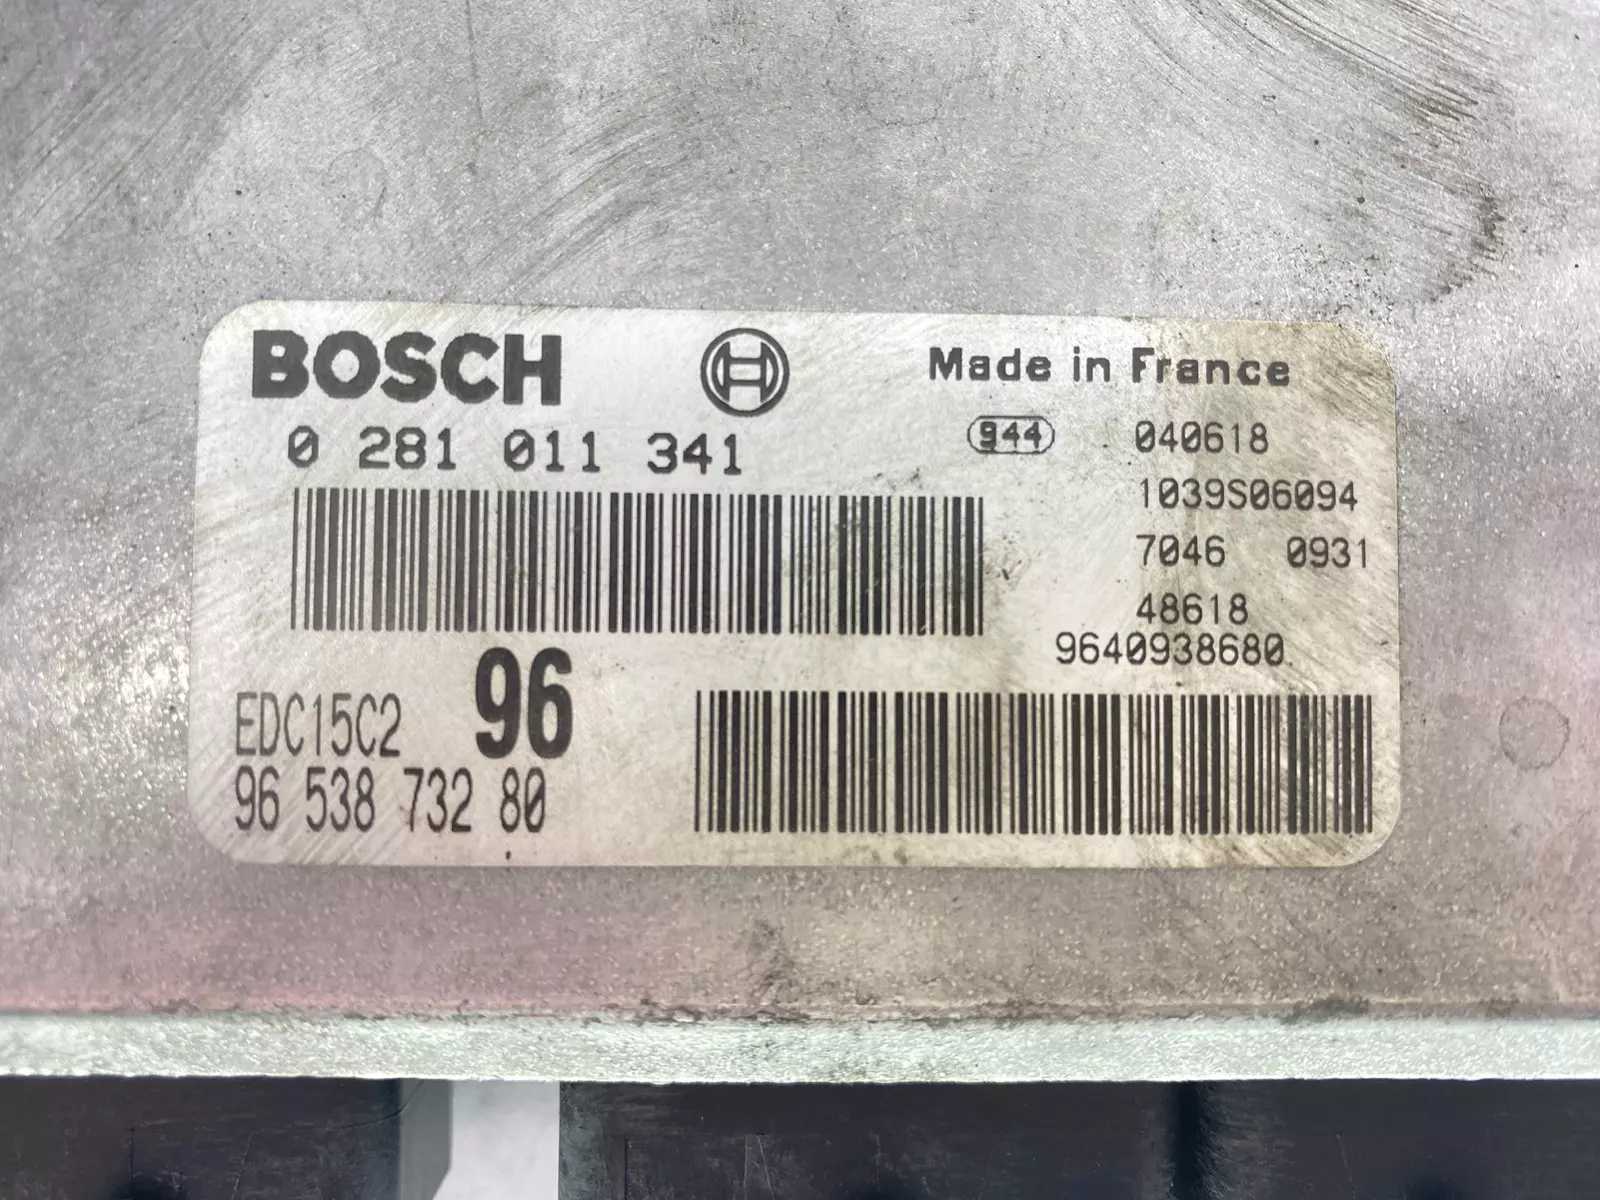 BOSCH
Made in France
0 281 011 341
944 040618
1039S06094
7046 0931
48618
9640938680
EDC15C2 96
96 538 732 80